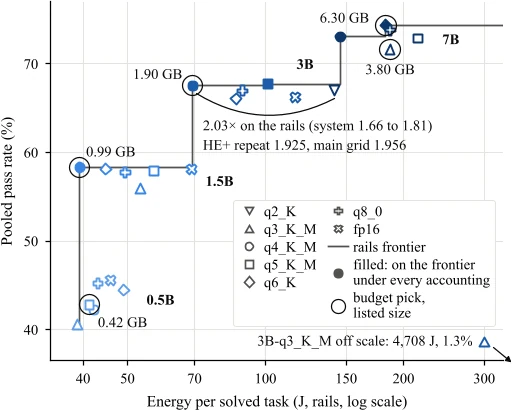 6.30 GB
7B
70
3B
1.90 GB
3.80 GB
2.03× on the rails (system 1.66 to 1.81)
HE+ repeat 1.925, main grid 1.956
60
0.99 GB
1.5B
Pooled pass rate (%)
q2_K
q3_K_M
q4_K_M
q5_K_M
q6_K
q8_0
fp16
rails frontier
filled: on the frontier
under every accounting
budget pick,
listed size
50
0.5B
0.42 GB
40
3B-q3_K_M off scale: 4,708 J, 1.3%
40 50 70 100 150 200 300
Energy per solved task (J, rails, log scale)